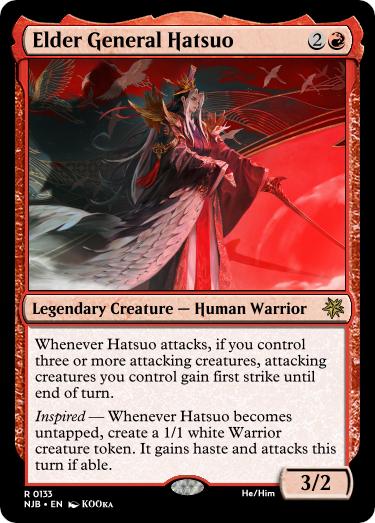 Elder General Hatsuo 2
Legendary Creature — Human Warrior
Whenever Hatsuo attacks, if you control
three or more attacking creatures, attacking
creatures you control gain first strike until
end of turn.
Inspired — Whenever Hatsuo becomes
untapped, create a 1/1 white Warrior
creature token. It gains haste and attacks this
turn if able.
3/2
R 0133
He/Him
NJB • EN KOOka